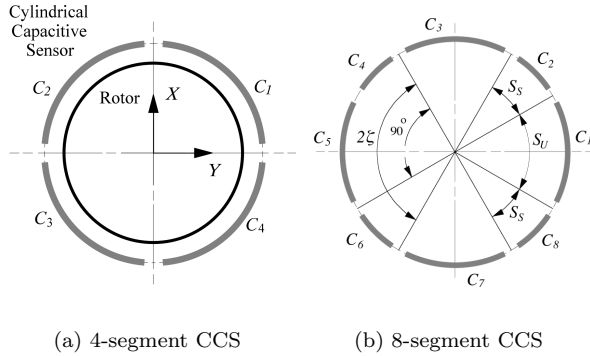 Cylindrical
Capacitive
Sensor
C2
C1
Rotor
X
Y
C3
C4
C3
C4
C2
SS
90°
2ζ
C5
SU
C1
SS
C6
C8
C7
(a) 4-segment CCS
(b) 8-segment CCS